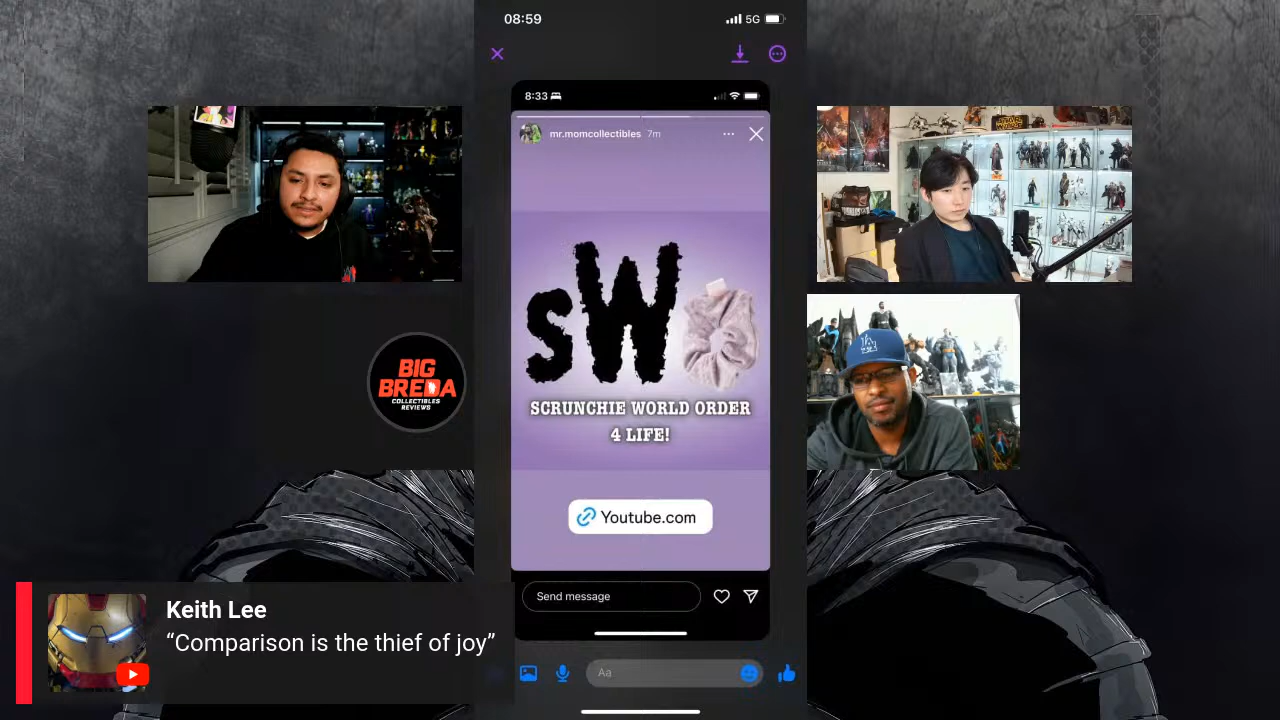 08:59
5G
8:33
mr.momcollectibles 7m
sW
SCRUNCHIE WORLD ORDER
4 LIFE!
Youtube.com
Send message
Aa
BIG
BREDA
COLLECTIBLES
REVIEWS
LA
Keith Lee
“Comparison is the thief of joy”